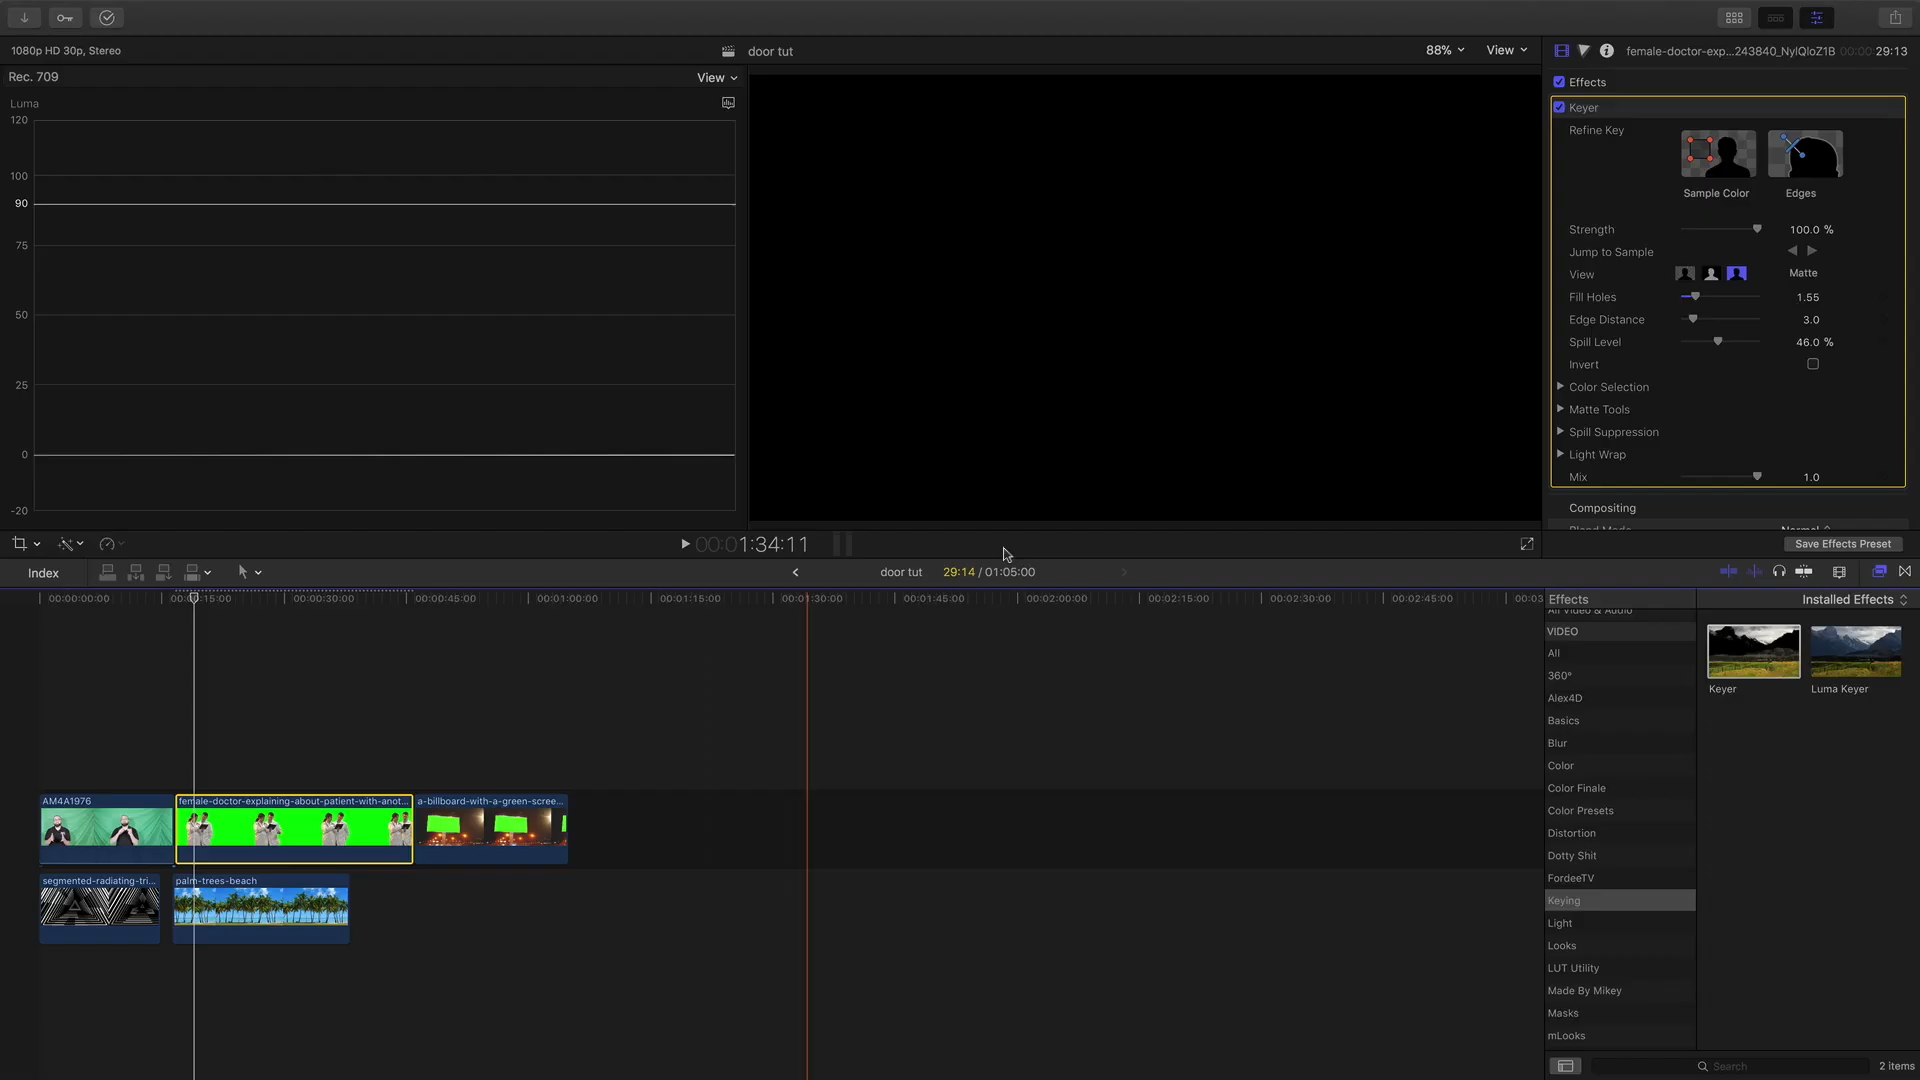 1080p HD 30p, Stereo
door tut
88%
View
female-doctor-exp...243840_NylQloZ1B
00:00:29:13
Rec. 709
View
Effects
Luma
Keyer
120
100
90
75
50
25
0
-20
Refine Key
Sample Color
Edges
Strength
100.0 %
Jump to Sample
View
Matte
Fill Holes
1.55
Edge Distance
3.0
Spill Level
46.0 %
Invert
Color Selection
Matte Tools
Spill Suppression
Light Wrap
Mix
1.0
Compositing
Blend Mode
Normal
00:01:34:11
Save Effects Preset
Index
door tut
29:14 / 01:05:00
00:00:00:00
00:00:15:00
00:00:30:00
00:00:45:00
00:01:00:00
00:01:15:00
00:01:30:00
00:01:45:00
00:02:00:00
00:02:15:00
00:02:30:00
00:02:45:00
00:03
Effects
Installed Effects
All Video & Audio
VIDEO
All
360°
Alex4D
Basics
Blur
Color
Color Finale
Color Presets
Distortion
Dotty Shit
FordeeTV
Keying
Light
Looks
LUT Utility
Made By Mikey
Masks
mLooks
Keyer
Luma Keyer
AM4A1976
female-doctor-explaining-about-patient-with-anot...
a-billboard-with-a-green-scree...
segmented-radiating-tri...
palm-trees-beach
Search
2 items